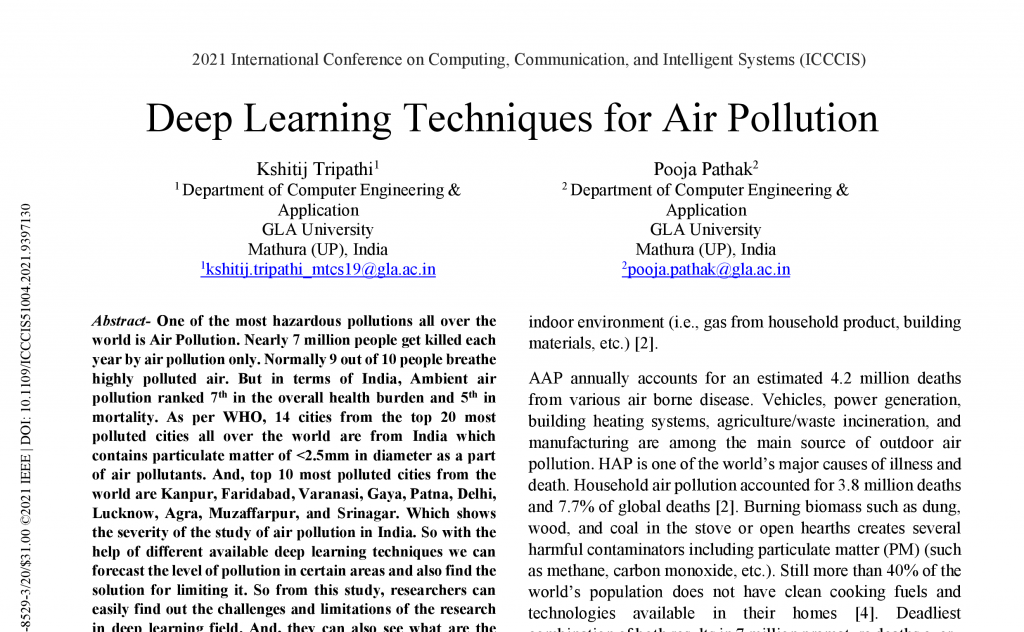 2021 International Conference on Computing, Communication, and Intelligent Systems (ICCCIS)
Deep Learning Techniques for Air Pollution
Kshitij Tripathi¹
¹ Department of Computer Engineering &
Application
GLA University
Mathura (UP), India
¹kshitij.tripathi_mtcs19@gla.ac.in
Pooja Pathak²
² Department of Computer Engineering &
Application
GLA University
Mathura (UP), India
²pooja.pathak@gla.ac.in
Abstract- One of the most hazardous pollutions all over the
world is Air Pollution. Nearly 7 million people get killed each
year by air pollution only. Normally 9 out of 10 people breathe
highly polluted air. But in terms of India, Ambient air
pollution ranked 7th in the overall health burden and 5th in
mortality. As per WHO, 14 cities from the top 20 most
polluted cities all over the world are from India which
contains particulate matter of <2.5mm in diameter as a part
of air pollutants. And, top 10 most polluted cities from the
world are Kanpur, Faridabad, Varanasi, Gaya, Patna, Delhi,
Lucknow, Agra, Muzaffarpur, and Srinagar. Which shows
the severity of the study of air pollution in India. So with the
help of different available deep learning techniques we can
forecast the level of pollution in certain areas and also find the
solution for limiting it. So from this study, researchers can
easily find out the challenges and limitations of the research
in deep learning field. And, they can also see what are the
indoor environment (i.e., gas from household product, building
materials, etc.) [2].
AAP annually accounts for an estimated 4.2 million deaths
from various air borne disease. Vehicles, power generation,
building heating systems, agriculture/waste incineration, and
manufacturing are among the main source of outdoor air
pollution. HAP is one of the world's major causes of illness and
death. Household air pollution accounted for 3.8 million deaths
and 7.7% of global deaths [2]. Burning biomass such as dung,
wood, and coal in the stove or open hearths creates several
harmful contaminators including particulate matter (PM) (such
as methane, carbon monoxide, etc.). Still more than 40% of the
world's population does not have clean cooking fuels and
technologies available in their homes [4]. Deadliest
-8529-3/20/$31.00 ©2021 IEEE | DOI: 10.1109/ICCCIS51004.2021.9397130